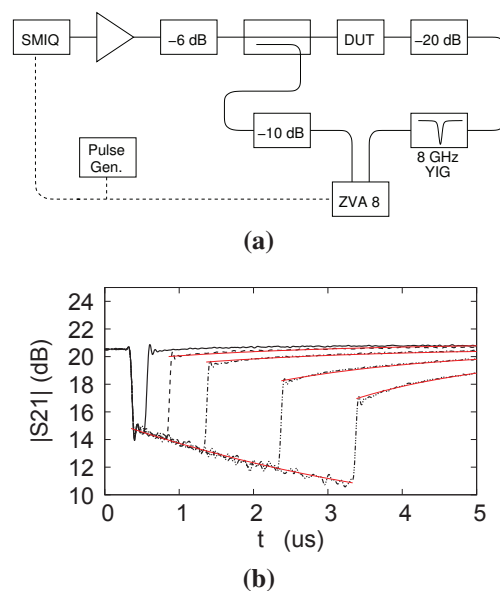 SMIQ
−6 dB
DUT
−20 dB
−10 dB
Pulse
Gen.
8 GHz
YIG
ZVA 8
(a)
|S21| (dB)
24
22
20
18
16
14
12
10
0 1 2 3 4 5
t (us)
(b)